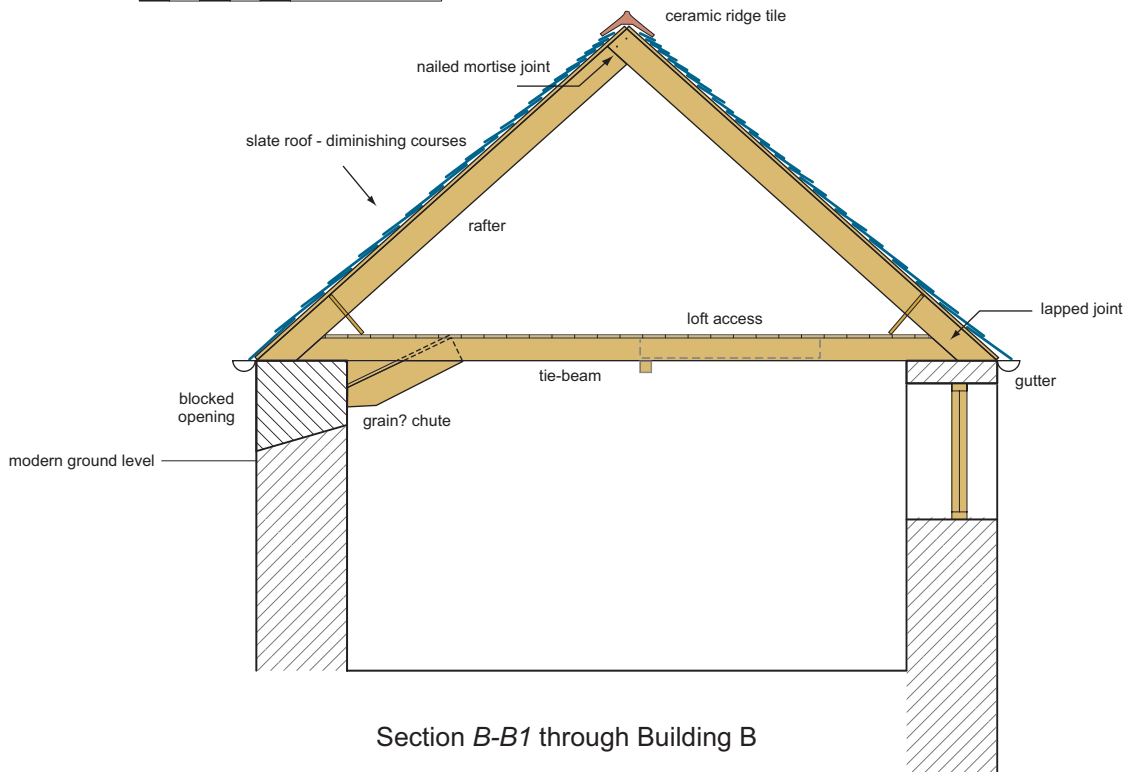 ceramic ridge tile
nailed mortise joint
slate roof - diminishing courses
rafter
loft access
lapped joint
tie-beam
gutter
blocked
opening
grain? chute
modern ground level
Section B-B1 through Building B